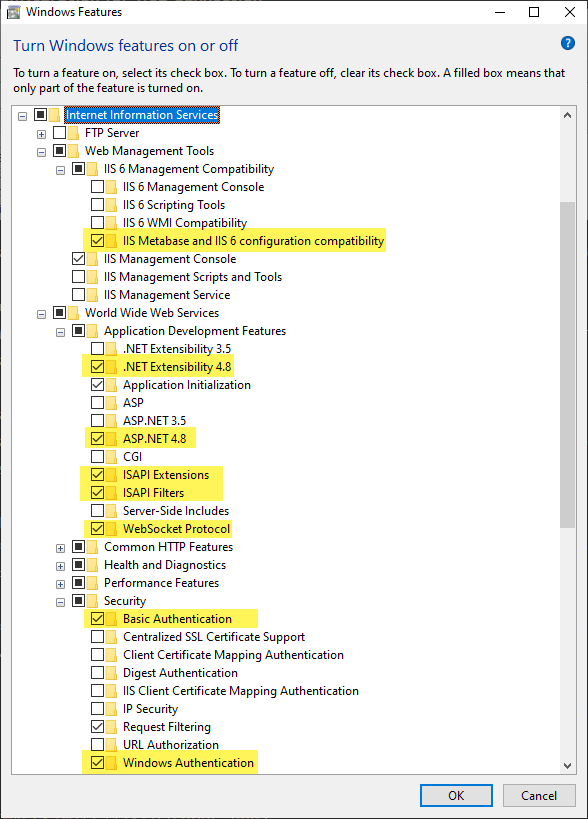 Windows Features
Turn Windows features on or off
?
To turn a feature on, select its check box. To turn a feature off, clear its check box. A filled box means that
only part of the feature is turned on.
Internet Information Services
FTP Server
Web Management Tools
IIS 6 Management Compatibility
IIS 6 Management Console
IIS 6 Scripting Tools
IIS 6 WMI Compatibility
IIS Metabase and IIS 6 configuration compatibility
IIS Management Console
IIS Management Scripts and Tools
IIS Management Service
World Wide Web Services
Application Development Features
.NET Extensibility 3.5
.NET Extensibility 4.8
Application Initialization
ASP
ASP.NET 3.5
ASP.NET 4.8
CGI
ISAPI Extensions
ISAPI Filters
Server-Side Includes
WebSocket Protocol
Common HTTP Features
Health and Diagnostics
Performance Features
Security
Basic Authentication
Centralized SSL Certificate Support
Client Certificate Mapping Authentication
Digest Authentication
IIS Client Certificate Mapping Authentication
IP Security
Request Filtering
URL Authorization
Windows Authentication
OK Cancel